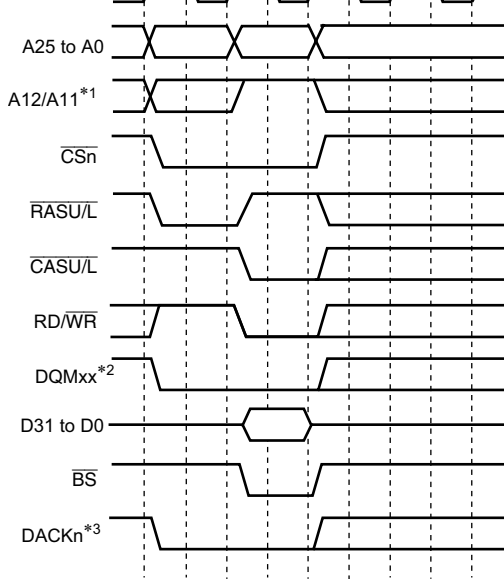 A25 to A0
A12/A11*1
CSn
RASU/L
CASU/L
RD/WR
DQMxx*2
D31 to D0
BS
DACKn*3